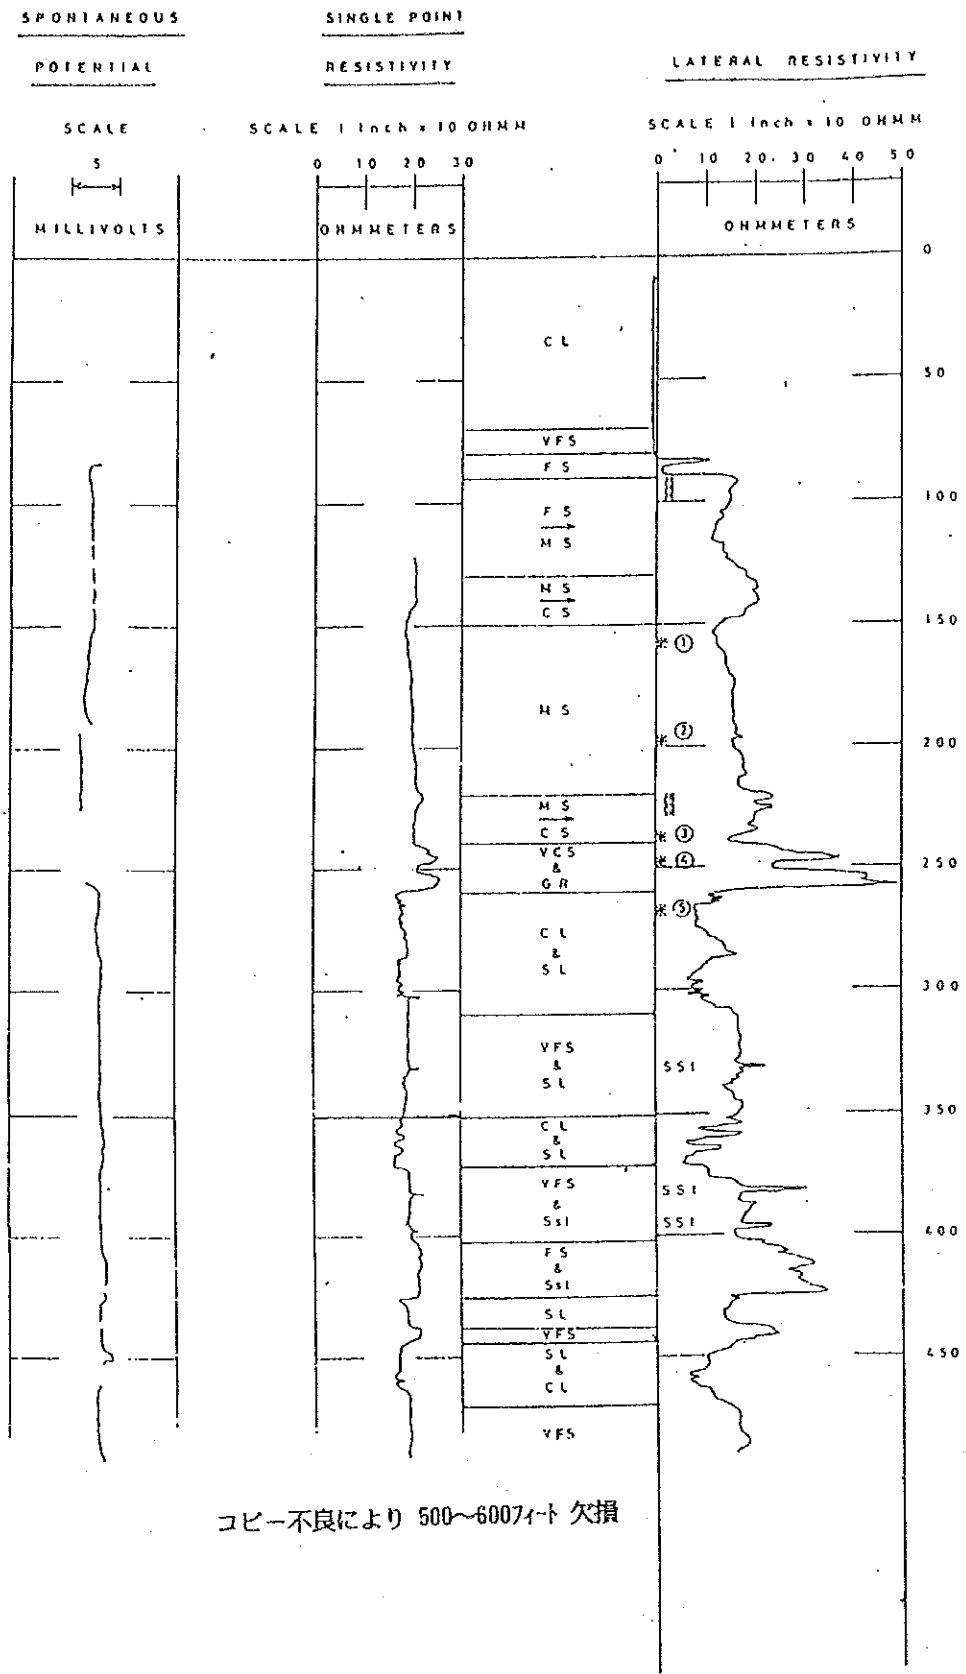 SPONTANEOUS
POTENTIAL
SCALE
5
MILLIVOLTS
SINGLE POINT
RESISTIVITY
SCALE 1 Inch = 10 OHMM
0 10 20 30
OHMMETERS
LATERAL RESISTIVITY
SCALE 1 Inch = 10 OHMM
0 10 20 30 40 50
OHMMETERS
0
50
100
150
200
250
300
350
400
450
CL
VFS
FS
FS
MS
MS
CS
MS
MS
CS
VCS
&
GR
CL
&
SL
VFS
&
SL
CL
&
SL
VFS
&
Ssl
FS
&
Ssl
SL
VFS
SL
&
CL
VFS
* ①
* ②
* ③
* ④
* ⑤
SSt
SSt
SSt
コピー不良により 500〜600フィート 欠損